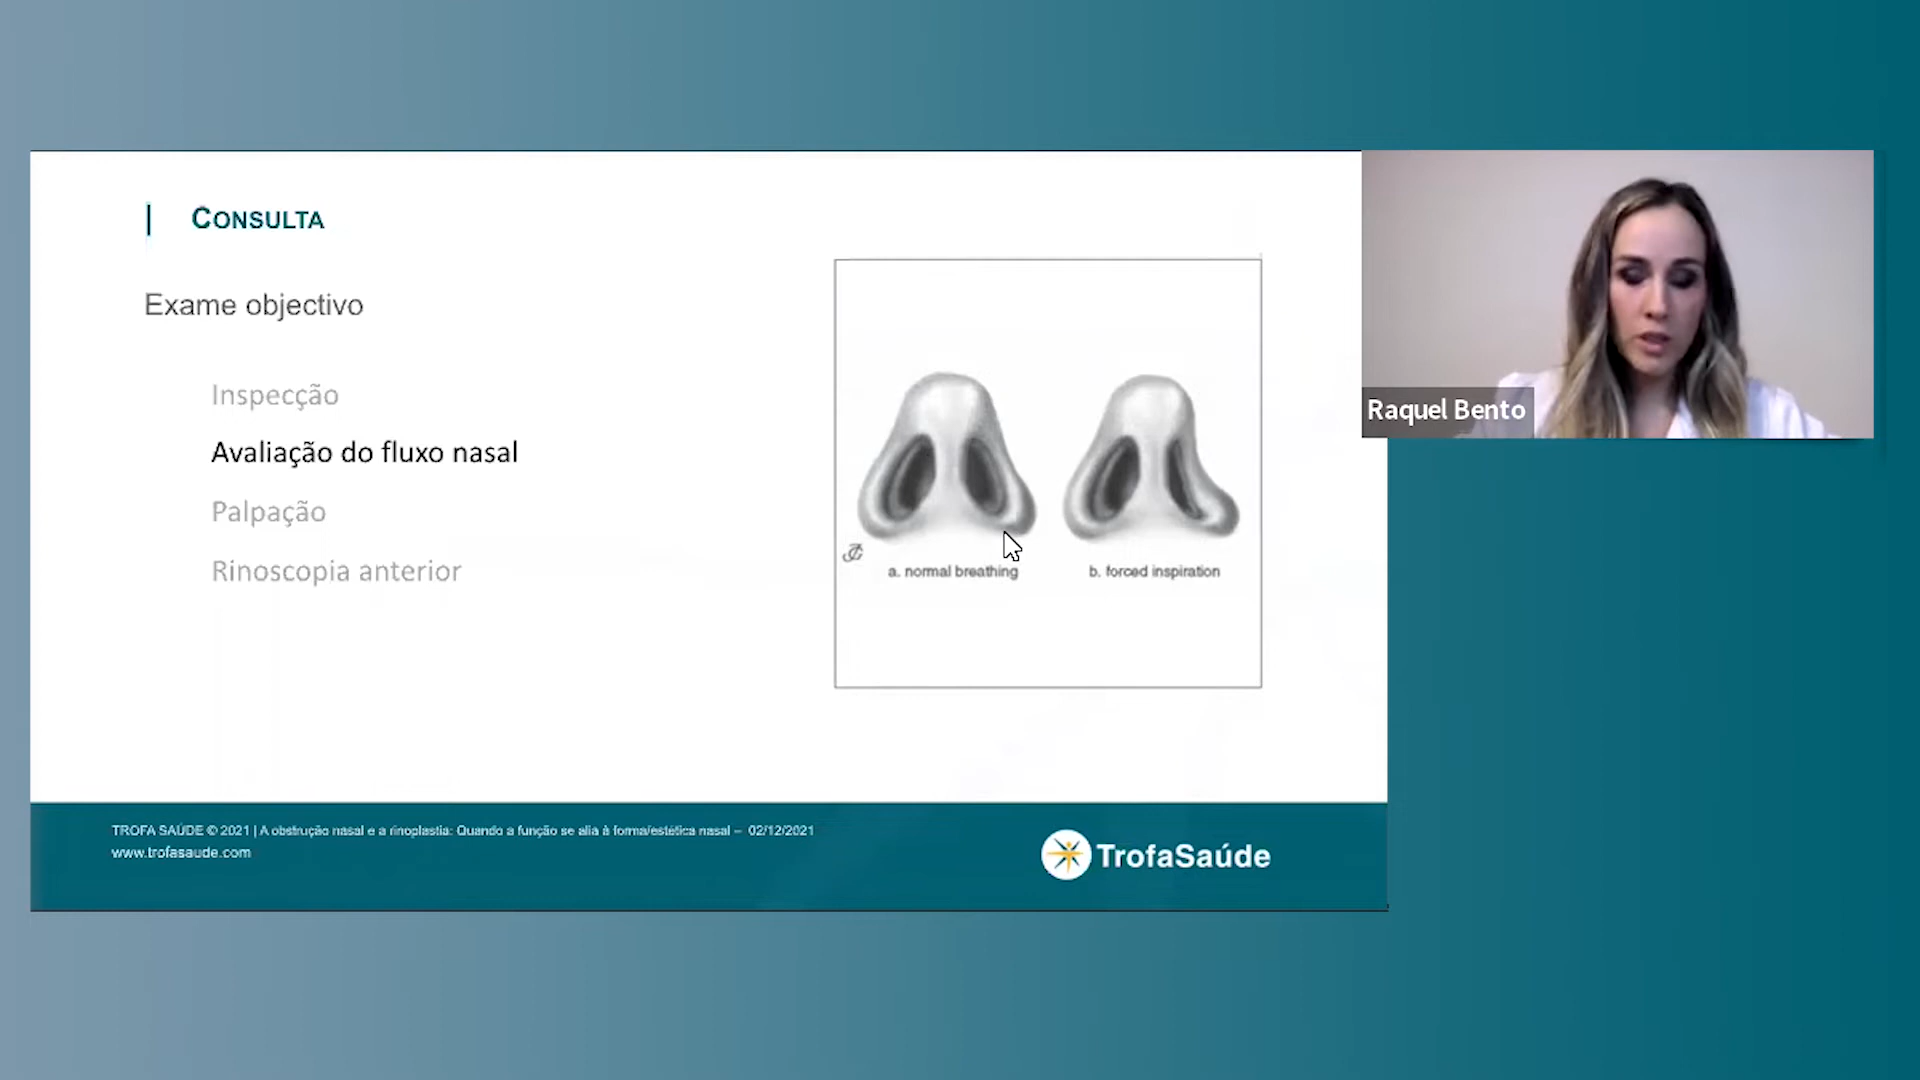 CONSULTA
Exame objectivo
Inspecção
Avaliação do fluxo nasal
Palpação
Rinoscopia anterior
a. normal breathing
b. forced inspiration
Raquel Bento
TROFA SAÚDE © 2021 | A obstrução nasal e a rinoplastia: Quando a função se alia à forma/estética nasal – 02/12/2021
www.trofasaude.com
TrofaSaúde